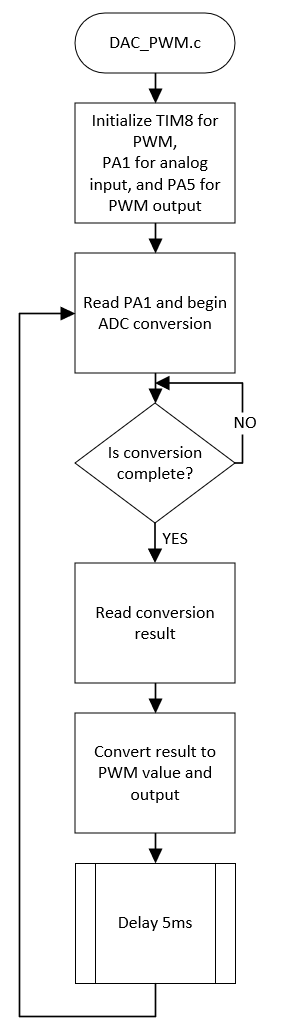 DAC_PWM.c
Initialize TIM8 for
PWM,
PA1 for analog
input, and PA5 for
PWM output
Read PA1 and begin
ADC conversion
NO
Is conversion
complete?
YES
Read conversion
result
Convert result to
PWM value and
output
Delay 5ms